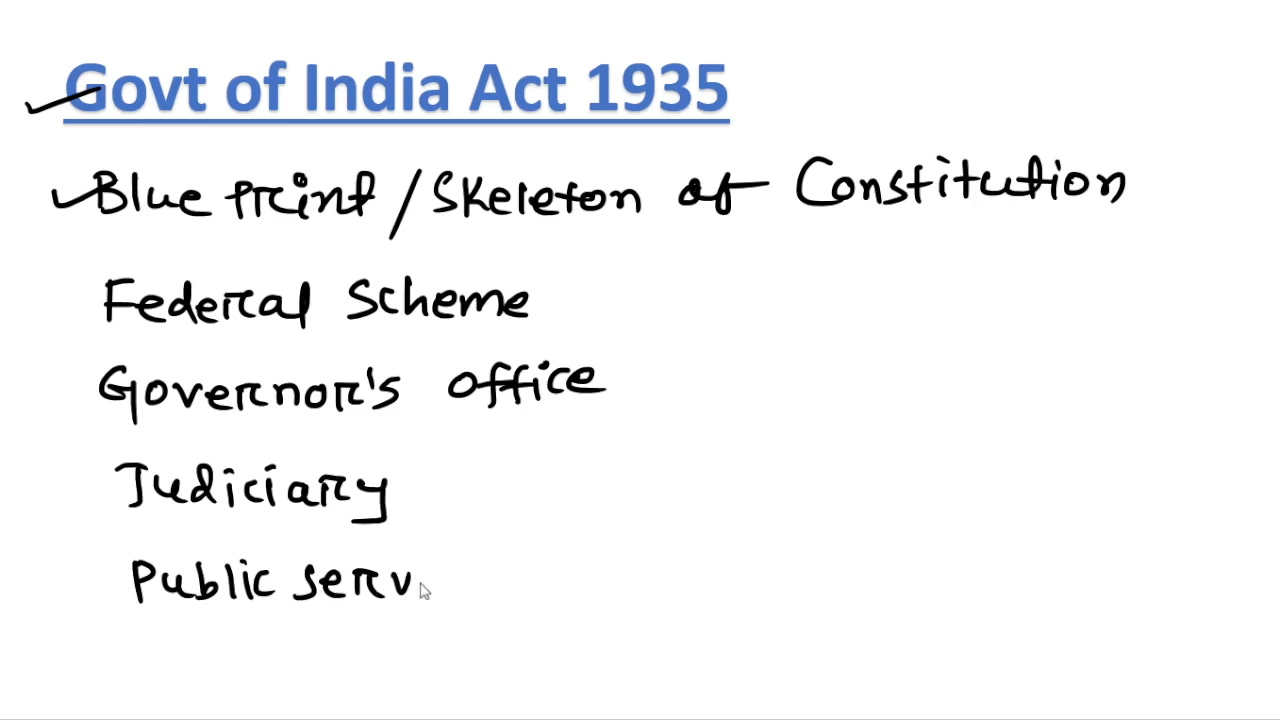 Govt of India Act 1935
Blue print / Skeleton of Constitution
Federal Scheme
Governor's office
Judiciary
Public serv